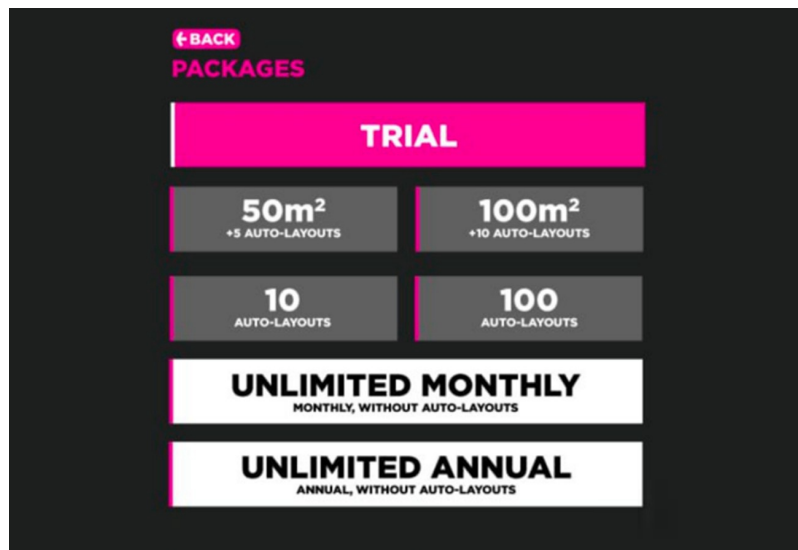 BACK
PACKAGES
TRIAL
50m²
+5 AUTO-LAYOUTS
100m²
+10 AUTO-LAYOUTS
10
AUTO-LAYOUTS
100
AUTO-LAYOUTS
UNLIMITED MONTHLY
MONTHLY, WITHOUT AUTO-LAYOUTS
UNLIMITED ANNUAL
ANNUAL, WITHOUT AUTO-LAYOUTS